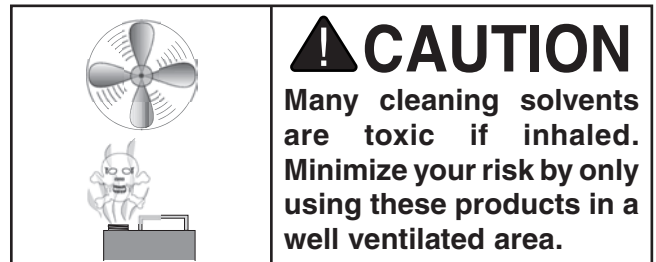 CAUTION
Many cleaning solvents
are toxic if inhaled.
Minimize your risk by only
using these products in a
well ventilated area.